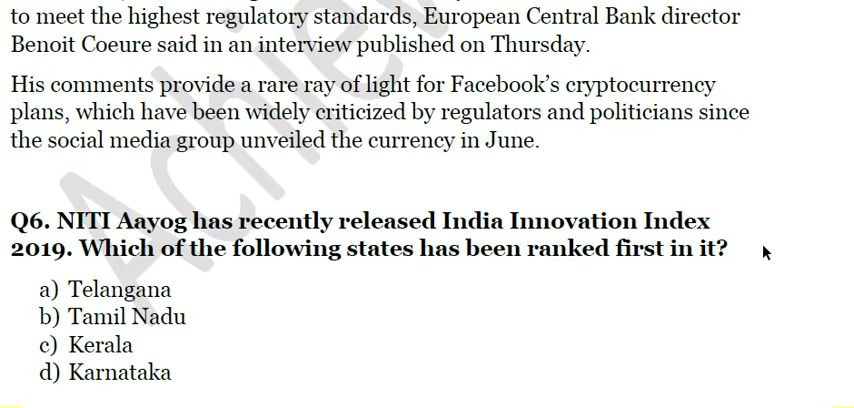 to meet the highest regulatory standards, European Central Bank director
Benoit Coeure said in an interview published on Thursday.
His comments provide a rare ray of light for Facebook's cryptocurrency
plans, which have been widely criticized by regulators and politicians since
the social media group unveiled the currency in June.
Q6. NITI Aayog has recently released India Innovation Index
2019. Which of the following states has been ranked first in it?
a) Telangana
b) Tamil Nadu
c) Kerala
d) Karnataka